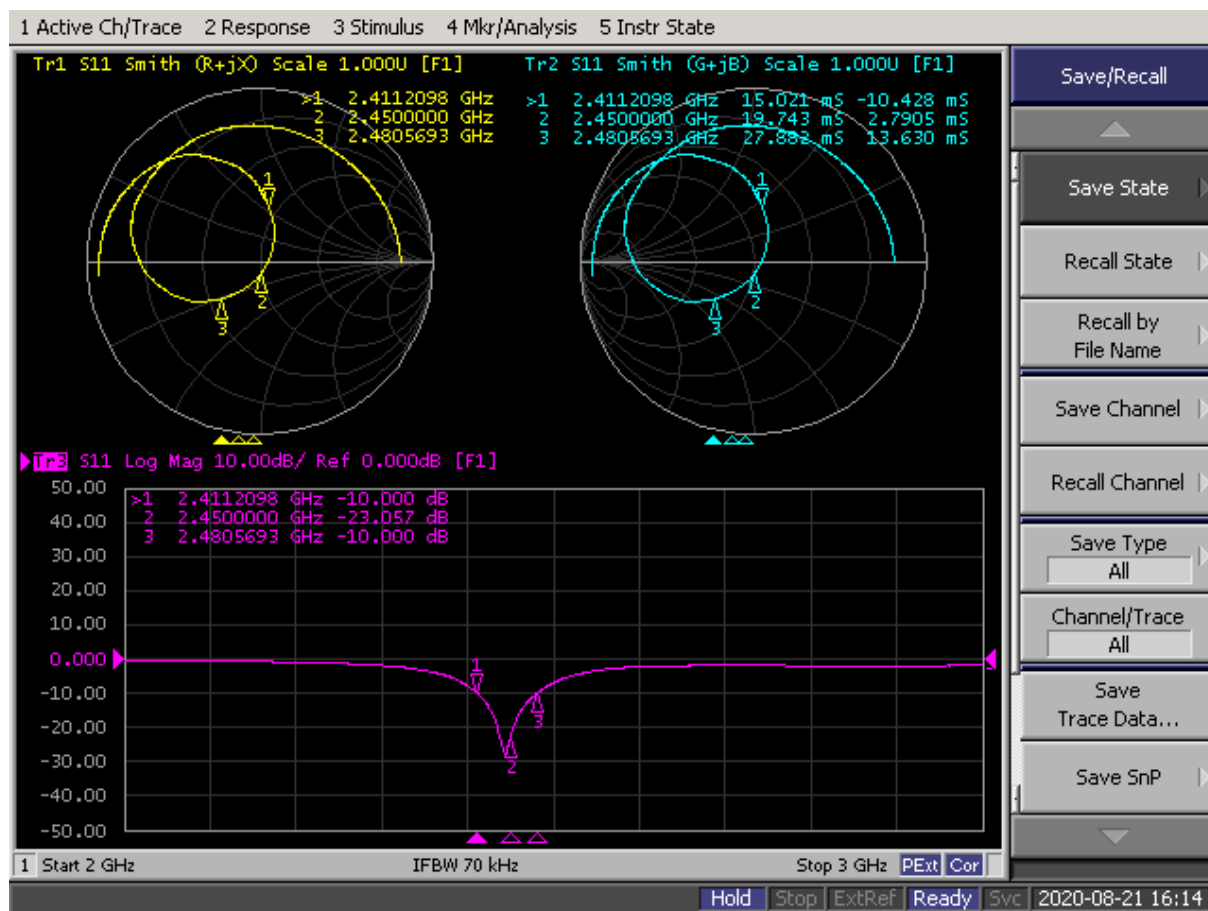 1 Active Ch/Trace 2 Response 3 Stimulus 4 Mkr/Analysis 5 Instr State
Tr1 S11 Smith (R+jX) Scale 1.000U [F1]
>1 2.4112098 GHz
2 2.4500000 GHz
3 2.4805693 GHz
1
2
3
Tr2 S11 Smith (G+jB) Scale 1.000U [F1]
>1 2.4112098 GHz 15.021 mS -10.428 mS
2 2.4500000 GHz 19.743 mS 2.7905 mS
3 2.4805693 GHz 27.882 mS 13.630 mS
1
2
3
Tr3 S11 Log Mag 10.00dB/ Ref 0.000dB [F1]
>1 2.4112098 GHz -10.000 dB
2 2.4500000 GHz -23.057 dB
3 2.4805693 GHz -10.000 dB
50.00
40.00
30.00
20.00
10.00
0.000
-10.00
-20.00
-30.00
-40.00
-50.00
1
2
3
1 Start 2 GHz IFBW 70 kHz Stop 3 GHz PExt Cor
Hold Stop ExtRef Ready Svc 2020-08-21 16:14
Save/Recall
Save State
Recall State
Recall by
File Name
Save Channel
Recall Channel
Save Type
All
Channel/Trace
All
Save
Trace Data...
Save SnP